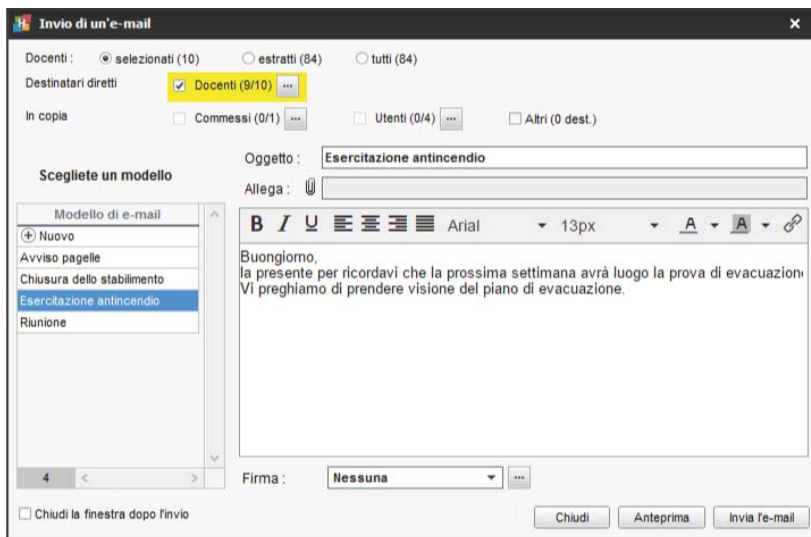 Invio di un'e-mail
Docenti : selezionati (10) estratti (84) tutti (84)
Destinatari diretti Docenti (9/10) ...
In copia Commessi (0/1) ... Utenti (0/4) ... Altri (0 dest.)
Scegliete un modello
Oggetto : Esercitazione antincendio
Allega :
Modello di e-mail
Nuovo
Avviso pagelle
Chiusura dello stabilimento
Esercitazione antincendio
Riunione
4
B I U Arial 13px A A
Buongiorno,
la presente per ricordavi che la prossima settimana avrà luogo la prova di evacuazione
Vi preghiamo di prendere visione del piano di evacuazione.
Firma : Nessuna ...
Chiudi la finestra dopo l'invio
Chiudi Anteprima Invia l'e-mail